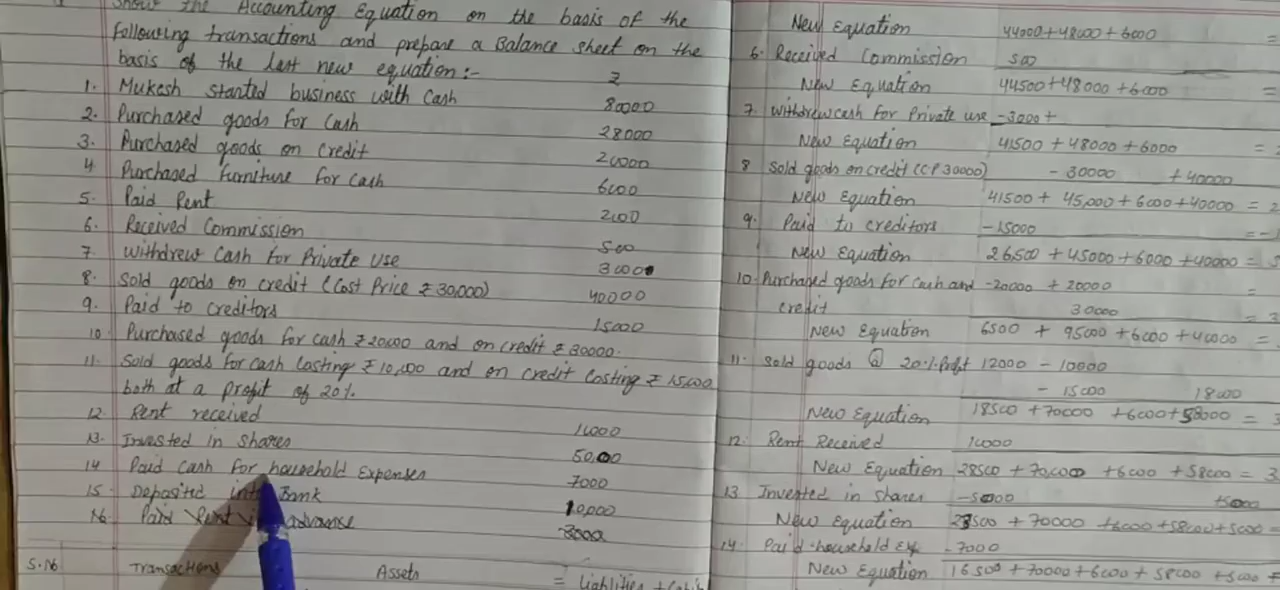 Show the Accounting Equation on the basis of the
following transactions and prepare a Balance sheet on the
basis of the last new equation:- ₹
1. Mukesh started business with Cash 80000
2. Purchased goods for Cash 28000
3. Purchased goods on credit
4. Purchased Furniture for Cash 6000
5. Paid Rent
6. Received Commission 500
7. Withdrew Cash for Private Use 3000
8. Sold goods on credit (Cost Price ₹ 30,000) 40000
9. Paid to creditors 15000
10. Purchased goods for cash ₹ 20000 and on credit ₹ 30000.
11. Sold goods for cash Costing ₹ 10,000 and on credit Costing ₹ 15000
both at a profit of 20%.
12. Rent received
13. Invested in shares
14 Paid cash for household Expenses 7000
15. Deposited into Bank 10,000
16. Paid Rent advance
S.No Transactions Assets = Liabilities +
New Equation 44000+48000+6000 =
6. Received Commission 500
New Equation 44500+48000+6000 =
7. Withdrew cash for Private use -3000+
New Equation 41500 + 48000 + 6000 =
8 Sold goods on credit (CP 30000) - 30000 + 40000
New Equation 41500 + 45,000 + 6000 + 40000 = 2
9. Paid to creditors -15000 = -
New Equation 26,500 + 45000 + 6000 + 40000 =
10. Purchased goods for cash and -20000 + 20000 =
credit 30000 = 3
New Equation 6500 + 95000 + 6000 + 40000 =
11. Sold goods @ 20% Profit 12000 - 10000
- 15000 18000
New Equation 18500 + 70000 + 6000 + 58000 = 3
12. Rent Received
New Equation 28500 + 70,000 + 6000 + 58000 = 3
13. Invested in shares -5000 +5000
New Equation 23500 + 70000 + 6000 + 58000 + 5000 =
14. Paid household Ex. -7000
New Equation 16500 + 70000 + 6000 + 58000 + 5000 +